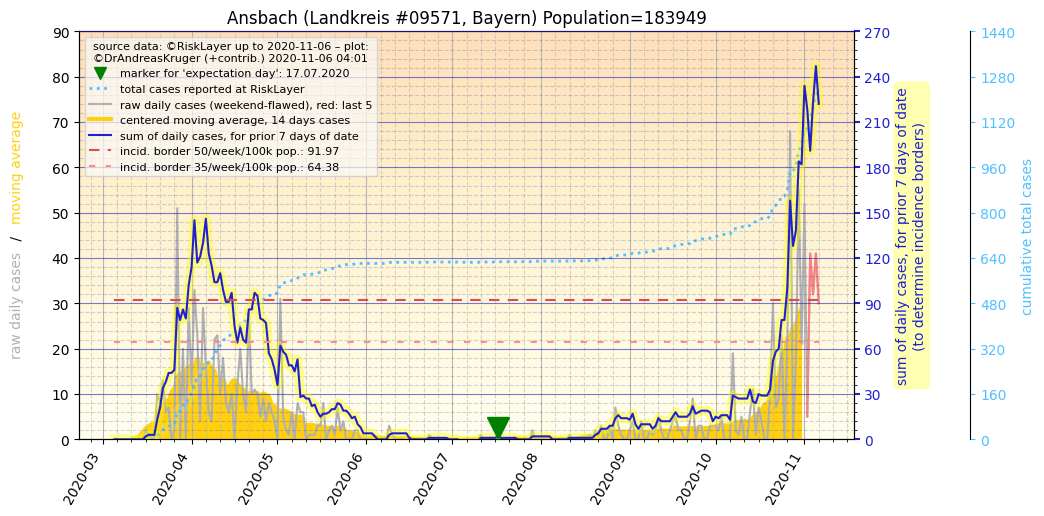 Ansbach (Landkreis #09571, Bayern) Population=183949
source data: ©RiskLayer up to 2020-11-06 – plot:
©DrAndreasKruger (+contrib.) 2020-11-06 04:01
marker for 'expectation day': 17.07.2020
total cases reported at RiskLayer
raw daily cases (weekend-flawed), red: last 5
centered moving average, 14 days cases
sum of daily cases, for prior 7 days of date
incid. border 50/week/100k pop.: 91.97
incid. border 35/week/100k pop.: 64.38
raw daily cases / moving average
90
80
70
60
50
40
30
20
10
0
270
240
210
180
150
120
90
60
30
0
sum of daily cases, for prior 7 days of date
(to determine incidence borders)
1440
1280
1120
960
800
640
480
320
160
0
cumulative total cases
2020-03
2020-04
2020-05
2020-06
2020-07
2020-08
2020-09
2020-10
2020-11